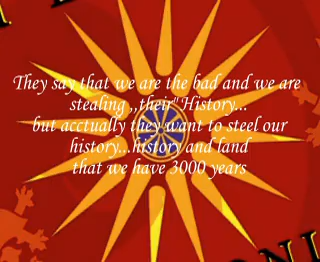 They say that we are the bad and we are
stealing ,,their" History...
but acctually they want to steel our
history...history and land
that we have 3000 years